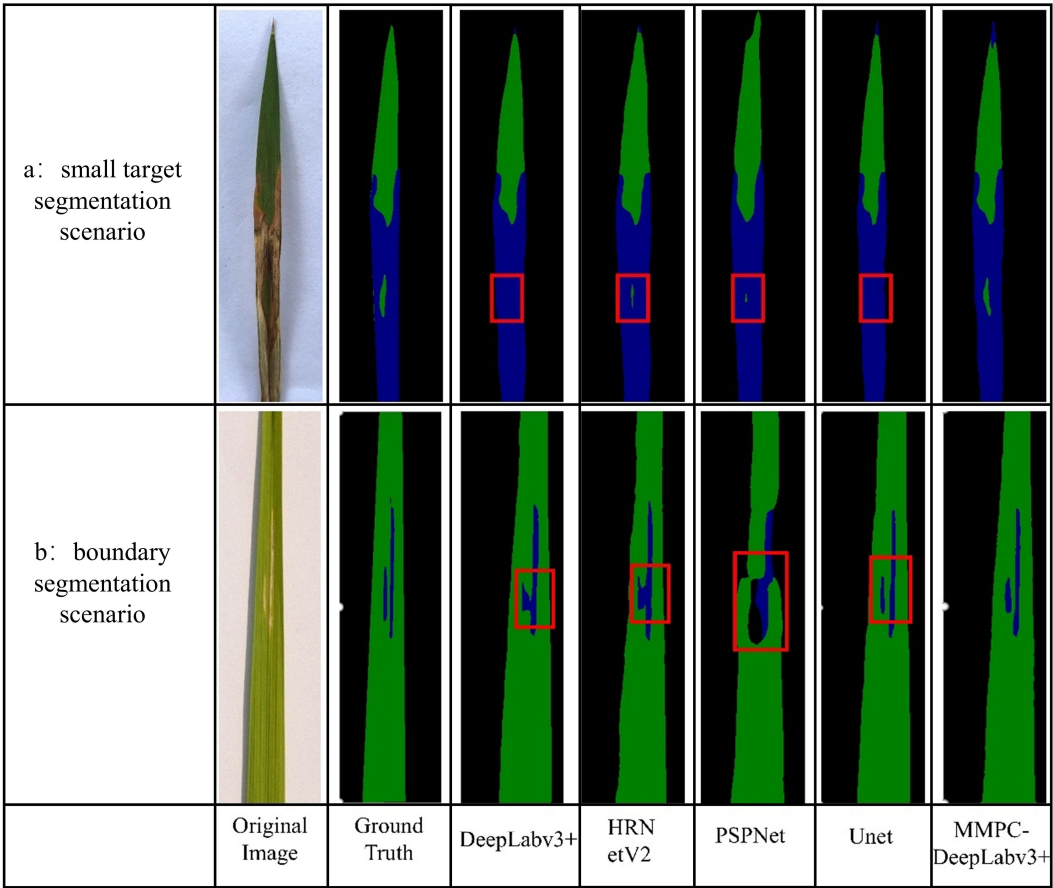 a: small target
segmentation
scenario
b: boundary
segmentation
scenario
Original
Image
Ground
Truth
DeepLabv3+
HRN
etV2
PSPNet
Unet
MMPC-
DeepLabv3+